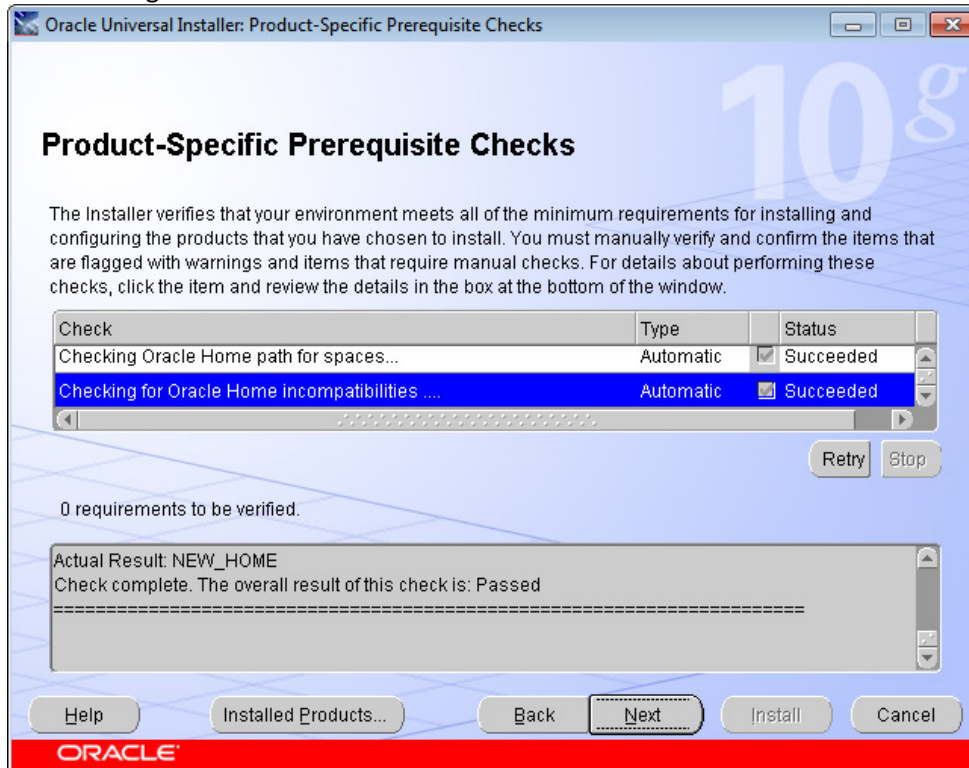 Oracle Universal Installer: Product-Specific Prerequisite Checks
10g
Product-Specific Prerequisite Checks
The Installer verifies that your environment meets all of the minimum requirements for installing and
configuring the products that you have chosen to install. You must manually verify and confirm the items that
are flagged with warnings and items that require manual checks. For details about performing these
checks, click the item and review the details in the box at the bottom of the window.
Check Type Status
Checking Oracle Home path for spaces... Automatic Succeeded
Checking for Oracle Home incompatibilities .... Automatic Succeeded
Retry Stop
0 requirements to be verified.
Actual Result: NEW_HOME
Check complete. The overall result of this check is: Passed
========================================================================
Help Installed Products... Back Next Install Cancel
ORACLE